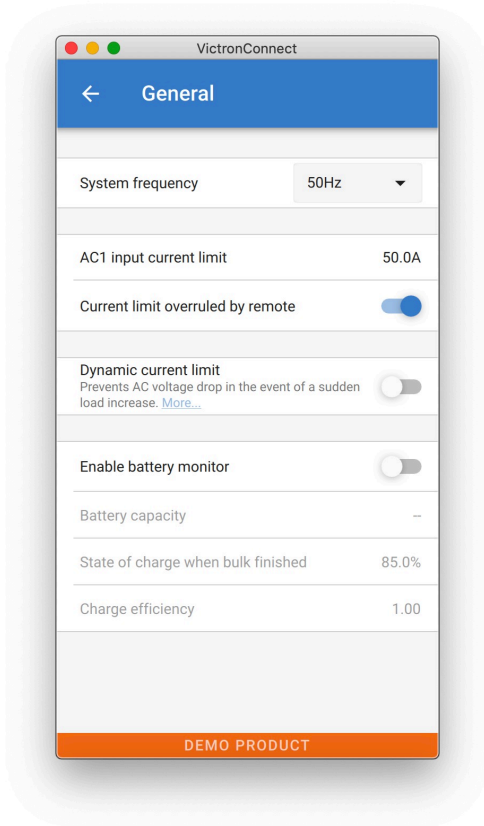 VictronConnect
General
System frequency 50Hz
AC1 input current limit 50.0A
Current limit overruled by remote
Dynamic current limit
Prevents AC voltage drop in the event of a sudden
load increase. More...
Enable battery monitor
Battery capacity --
State of charge when bulk finished 85.0%
Charge efficiency 1.00
DEMO PRODUCT